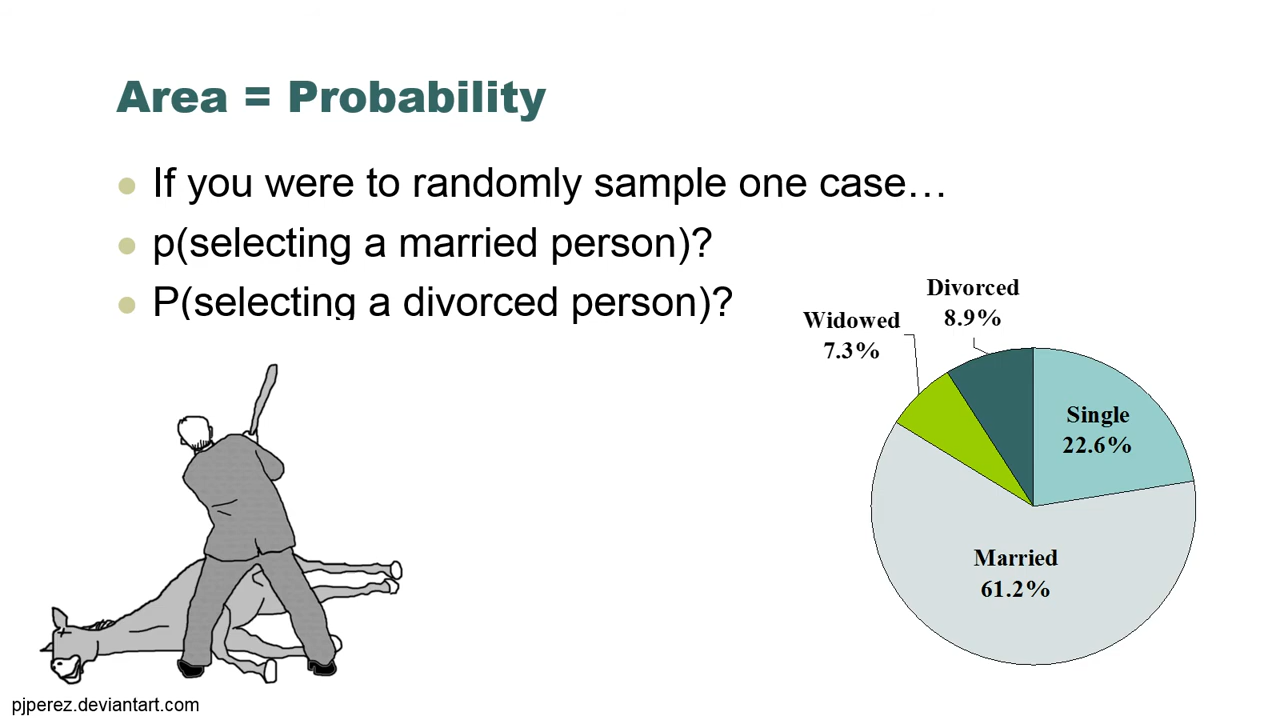 Area = Probability
If you were to randomly sample one case…
p(selecting a married person)?
P(selecting a divorced person)?
Divorced
8.9%
Widowed
7.3%
Single
22.6%
Married
61.2%
pjperez.deviantart.com